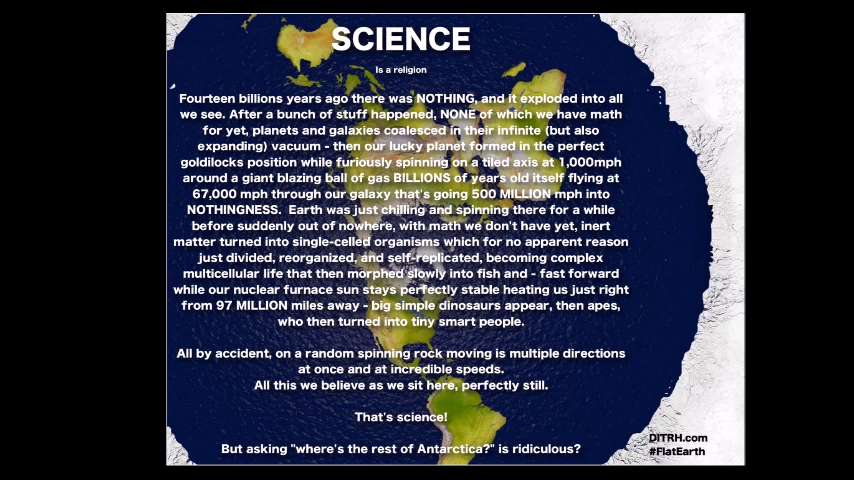 SCIENCE
Is a religion
Fourteen billions years ago there was NOTHING, and it exploded into all
we see. After a bunch of stuff happened, NONE of which we have math
for yet, planets and galaxies coalesced in their infinite (but also
expanding) vacuum - then our lucky planet formed in the perfect
goldilocks position while furiously spinning on a tiled axis at 1,000mph
around a giant blazing ball of gas BILLIONS of years old itself flying at
67,000 mph through our galaxy that's going 500 MILLION mph into
NOTHINGNESS. Earth was just chilling and spinning there for a while
before suddenly out of nowhere, with math we don't have yet, inert
matter turned into single-celled organisms which for no apparent reason
just divided, reorganized, and self-replicated, becoming complex
multicellular life that then morphed slowly into fish and - fast forward
while our nuclear furnace sun stays perfectly stable heating us just right
from 97 MILLION miles away - big simple dinosaurs appear, then apes,
who then turned into tiny smart people.
All by accident, on a random spinning rock moving is multiple directions
at once and at incredible speeds.
All this we believe as we sit here, perfectly still.
That's science!
But asking "where's the rest of Antarctica?" is ridiculous?
DITRH.com
#FlatEarth